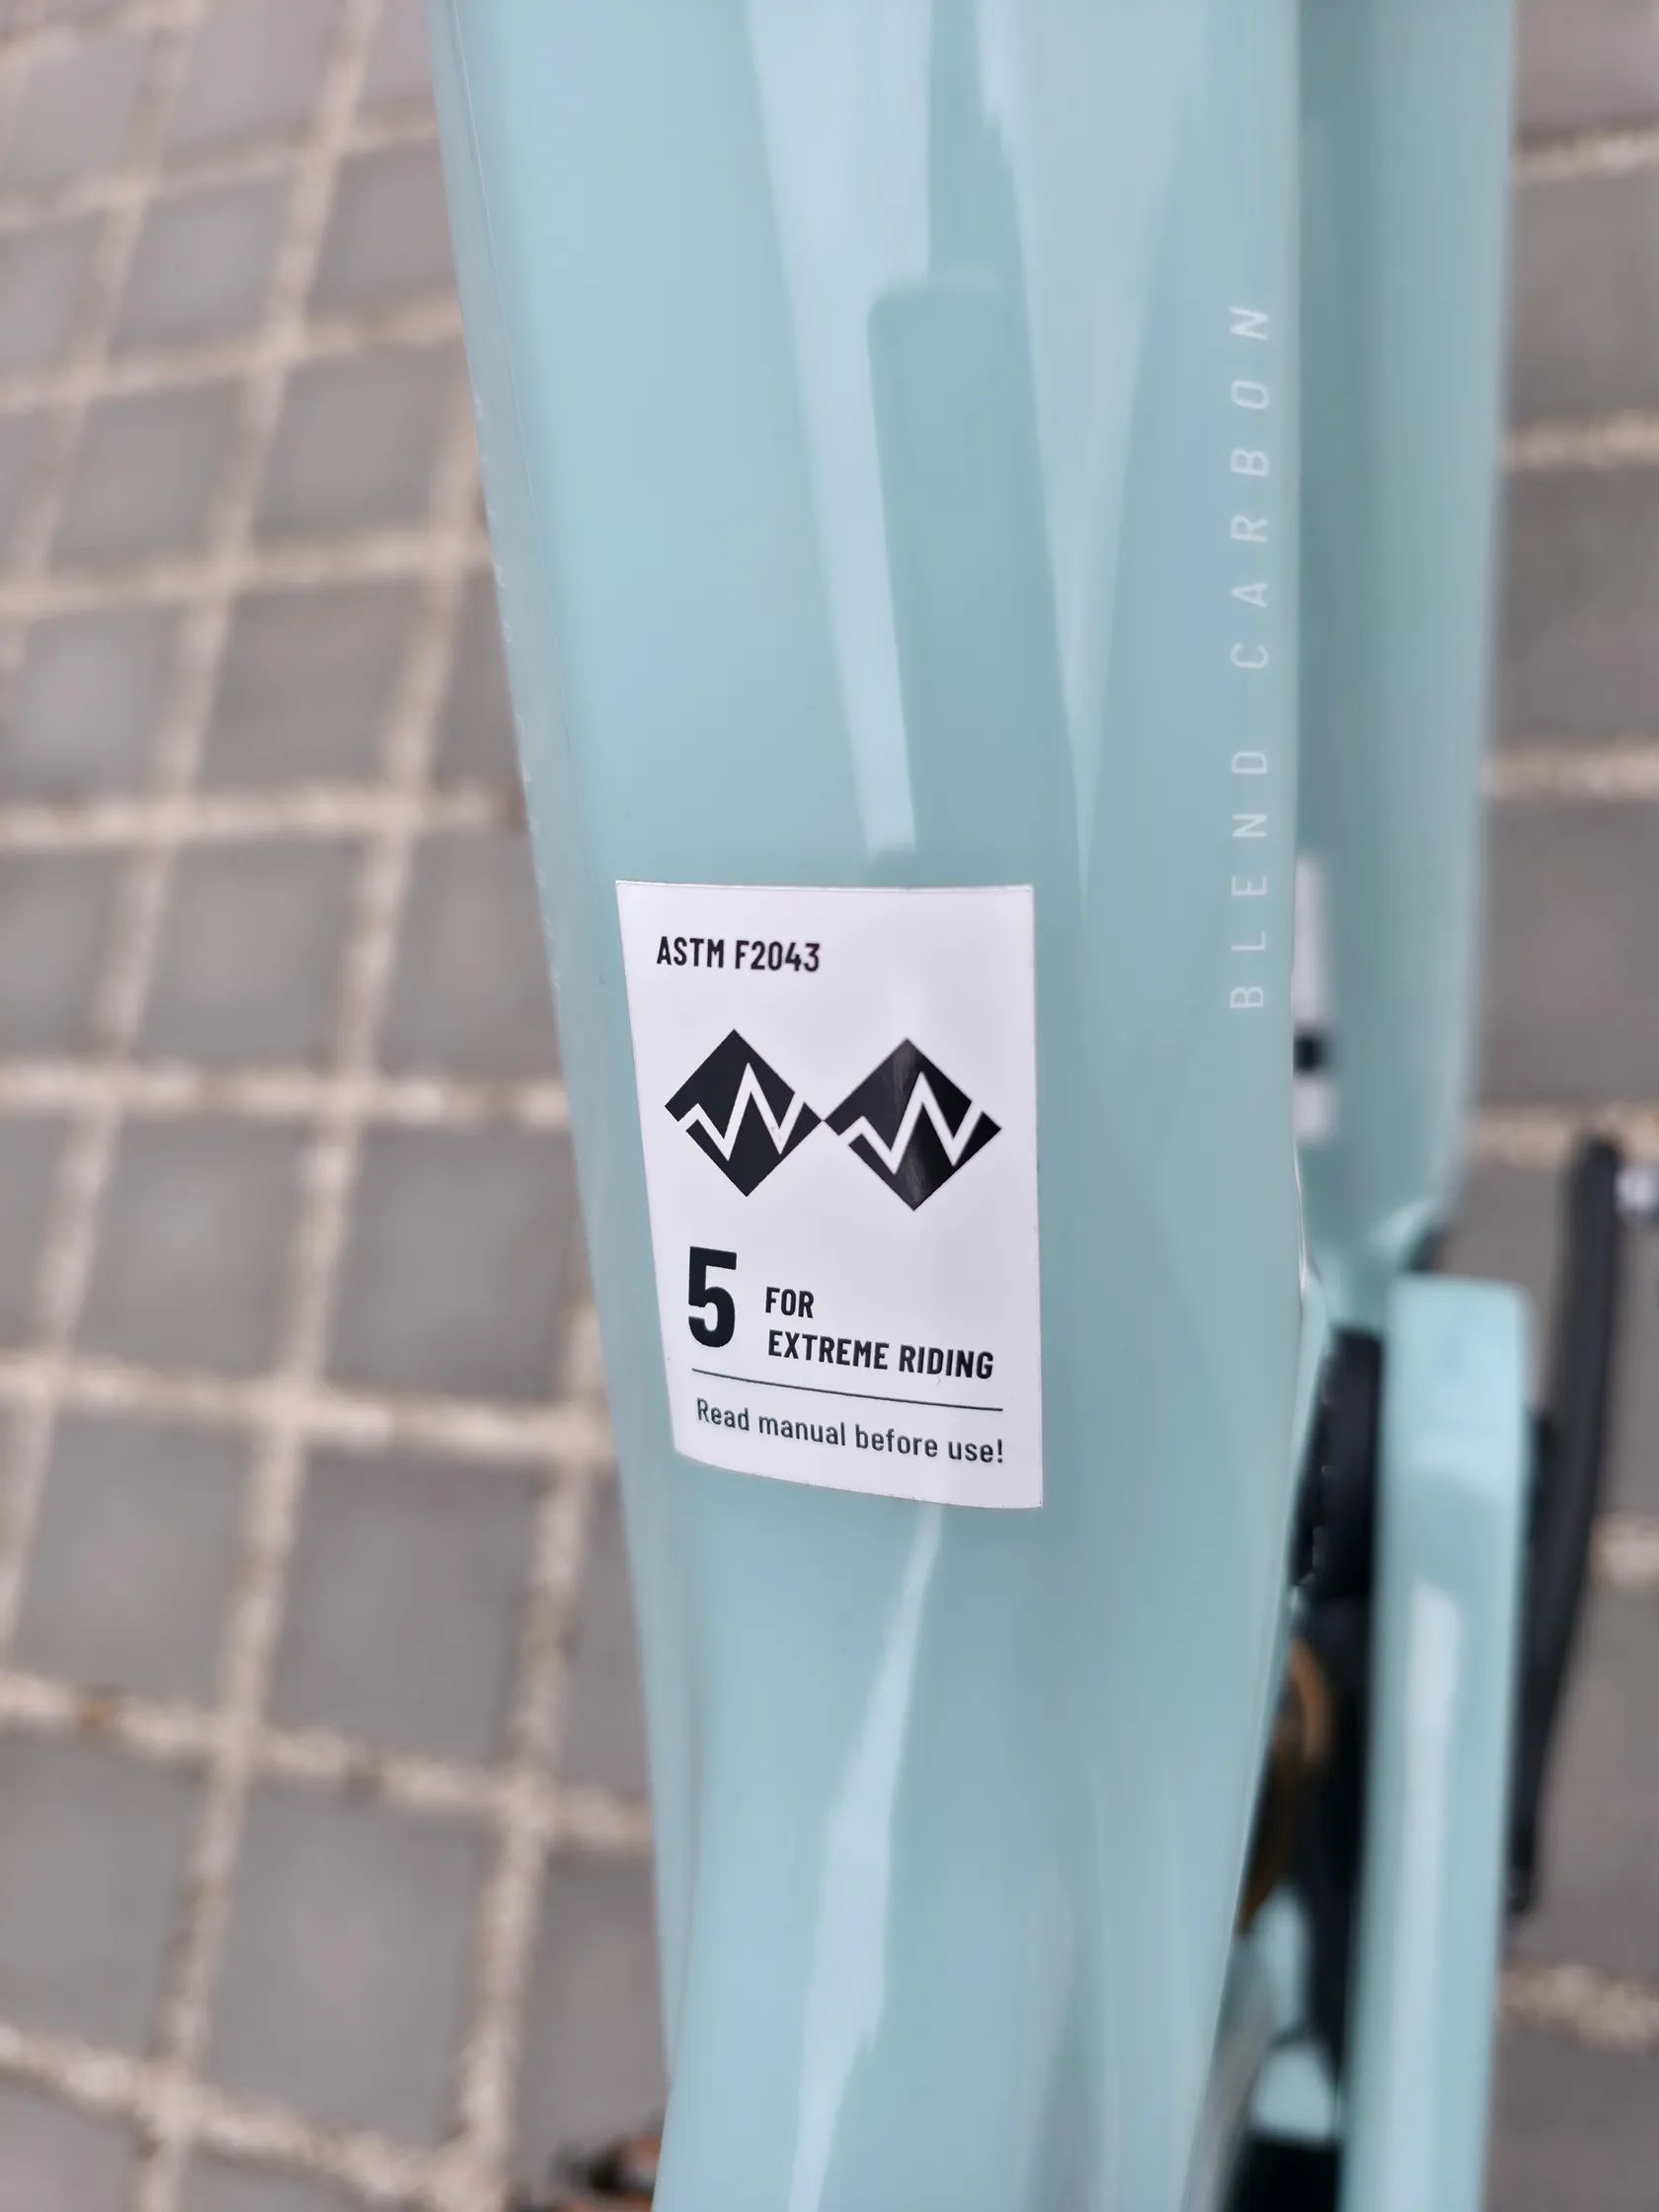 ASTM F2043
5 FOR
EXTREME RIDING
Read manual before use!
BLEND CARBON